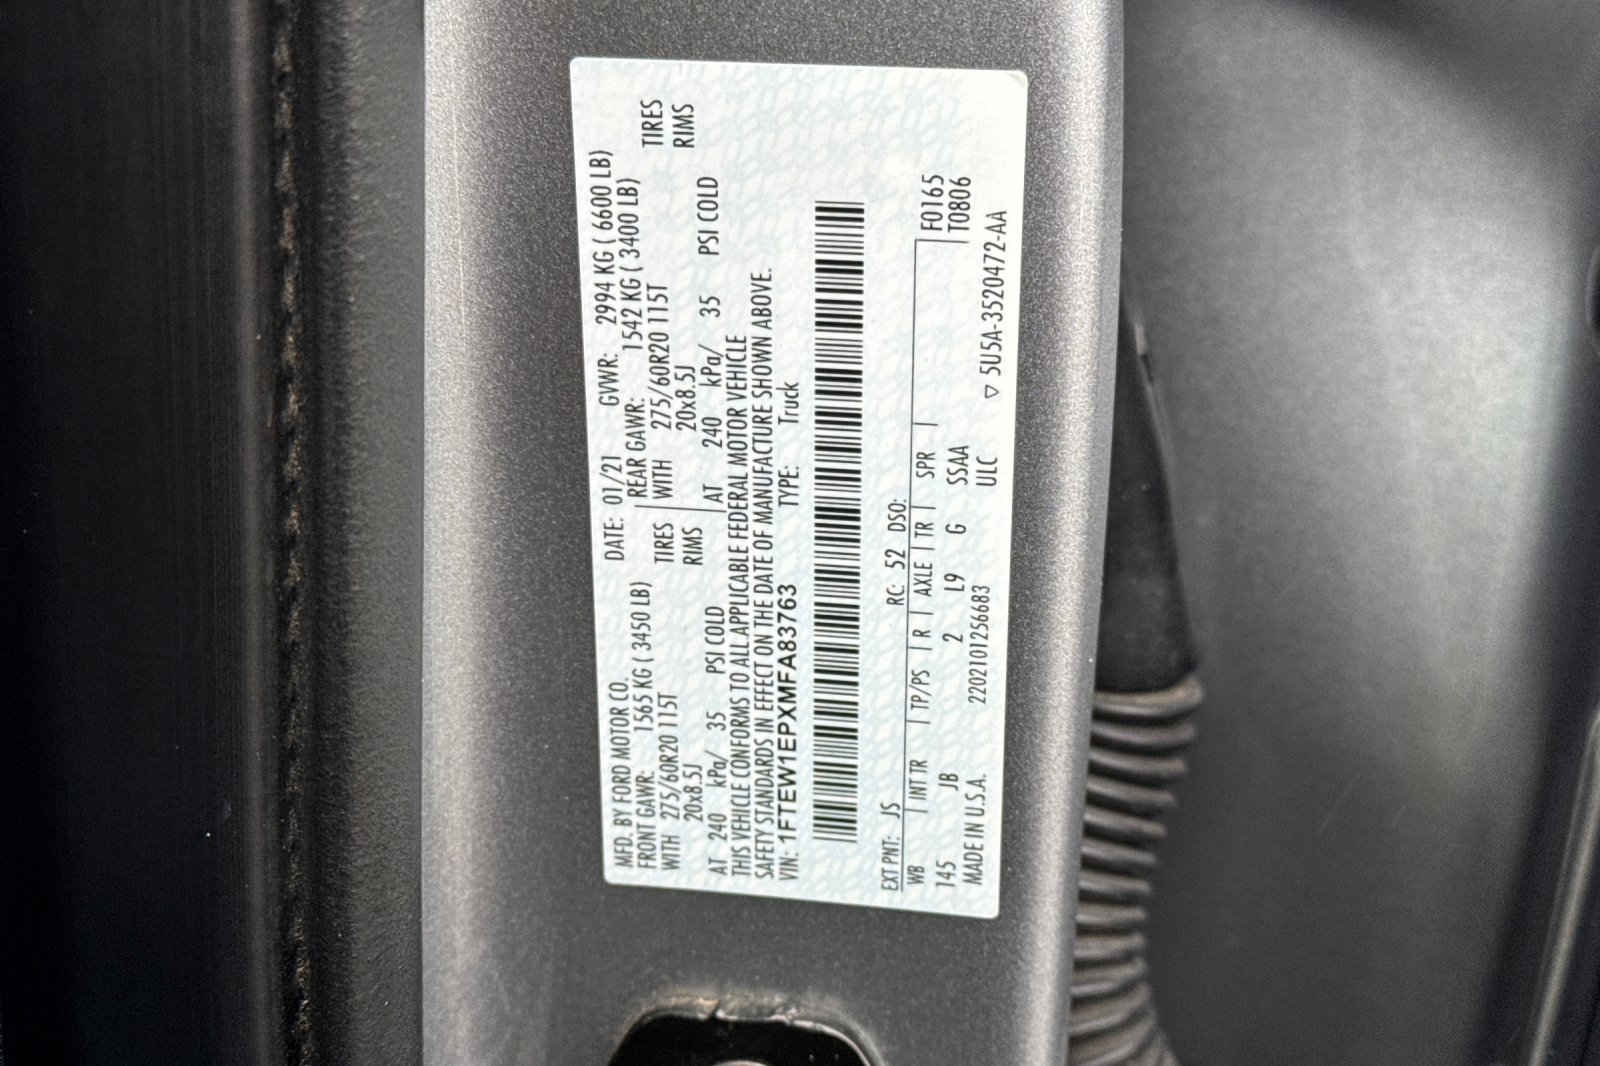 MFD. BY FORD MOTOR CO. DATE: 01/21 GVWR: 2994 KG ( 6600 LB)
FRONT GAWR: 1565 KG ( 3450 LB) REAR GAWR: 1542 KG ( 3400 LB)
WITH 275/60R20 115T TIRES WITH 275/60R20 115T TIRES
20x8.5J RIMS 20x8.5J RIMS
AT 240 kPa/ 35 PSI COLD AT 240 kPa/ 35 PSI COLD
THIS VEHICLE CONFORMS TO ALL APPLICABLE FEDERAL MOTOR VEHICLE
SAFETY STANDARDS IN EFFECT ON THE DATE OF MANUFACTURE SHOWN ABOVE.
VIN: 1FTEW1EPXMFA83763 TYPE: Truck
EXT PNT: JS RC: 52 DSO:
WB | INT TR | TP/PS | R | AXLE | TR | SPR | F0165
145 JB 2 L9 G SSAA T0806
MADE IN U.S.A. 2202101256683 ULC ▽ 5U5A-3520472-AA